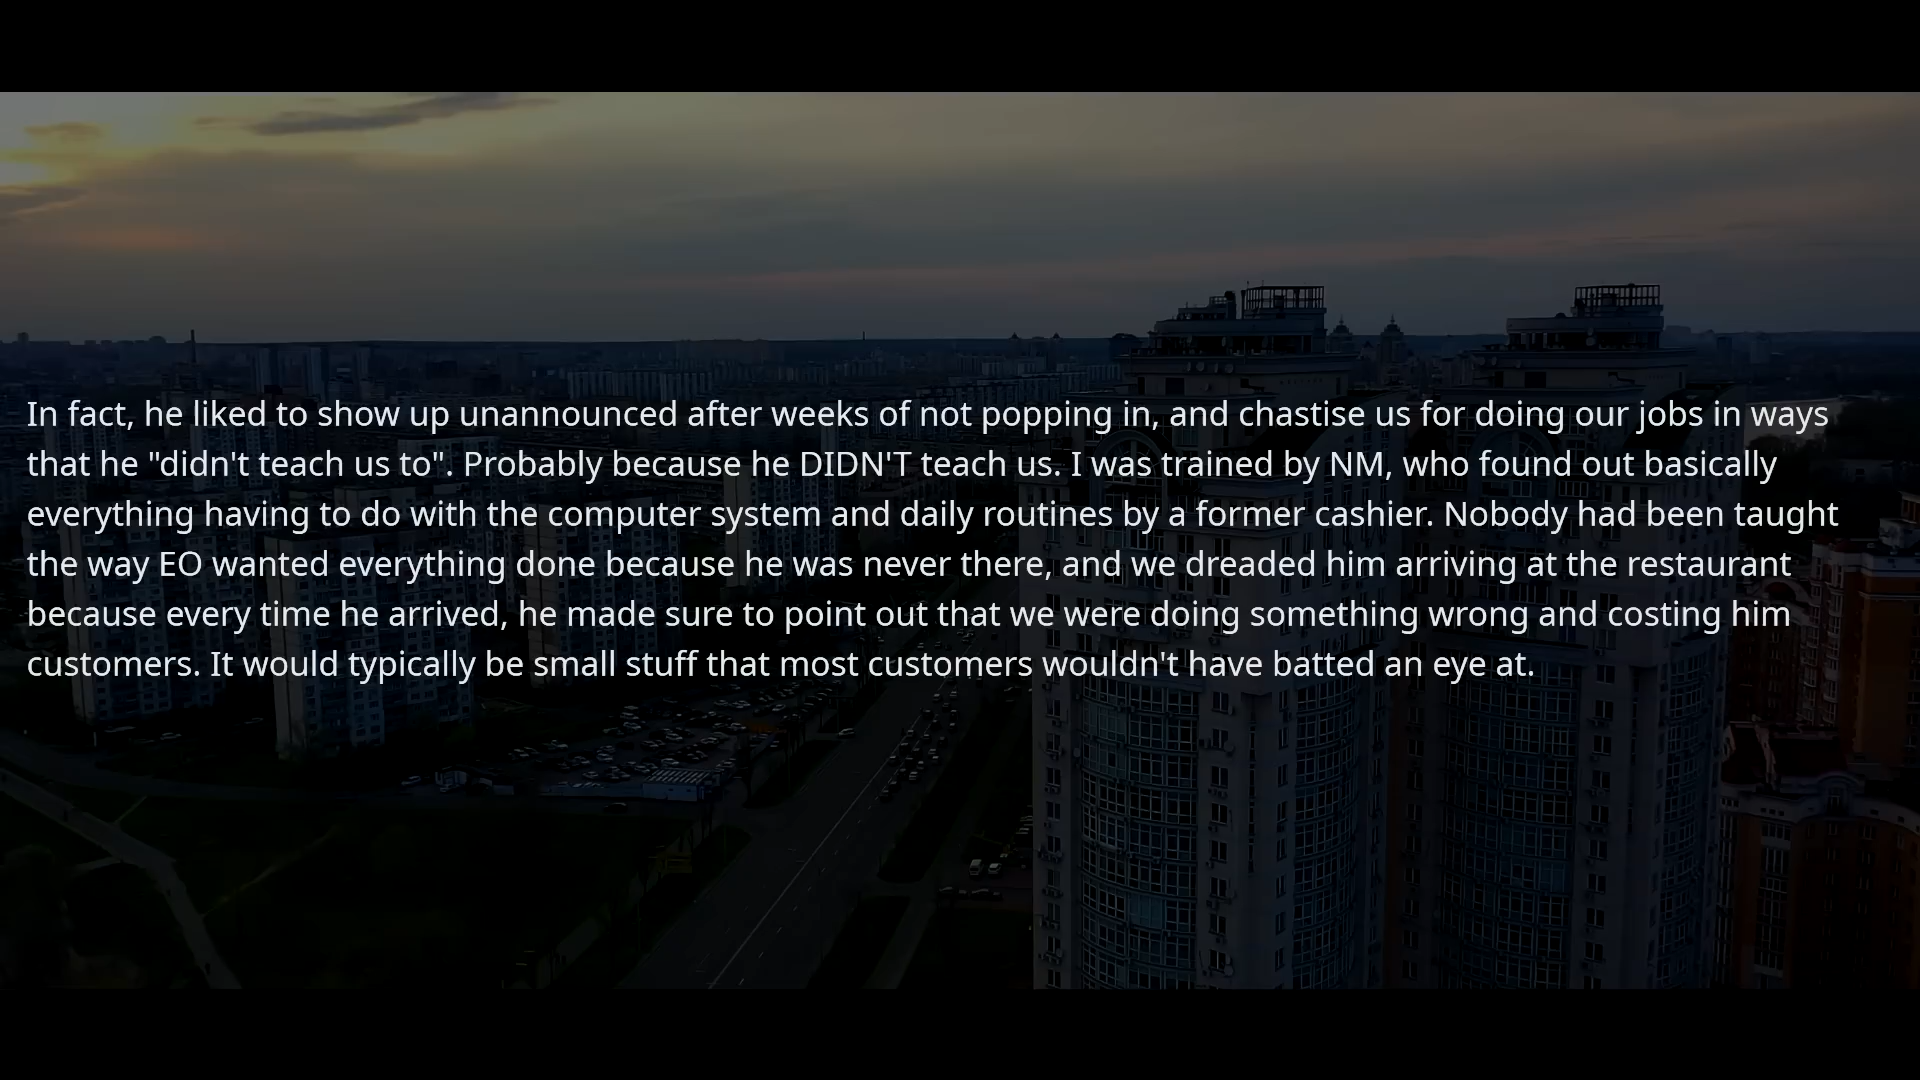 In fact, he liked to show up unannounced after weeks of not popping in, and chastise us for doing our jobs in ways
that he "didn't teach us to". Probably because he DIDN'T teach us. I was trained by NM, who found out basically
everything having to do with the computer system and daily routines by a former cashier. Nobody had been taught
the way EO wanted everything done because he was never there, and we dreaded him arriving at the restaurant
because every time he arrived, he made sure to point out that we were doing something wrong and costing him
customers. It would typically be small stuff that most customers wouldn't have batted an eye at.